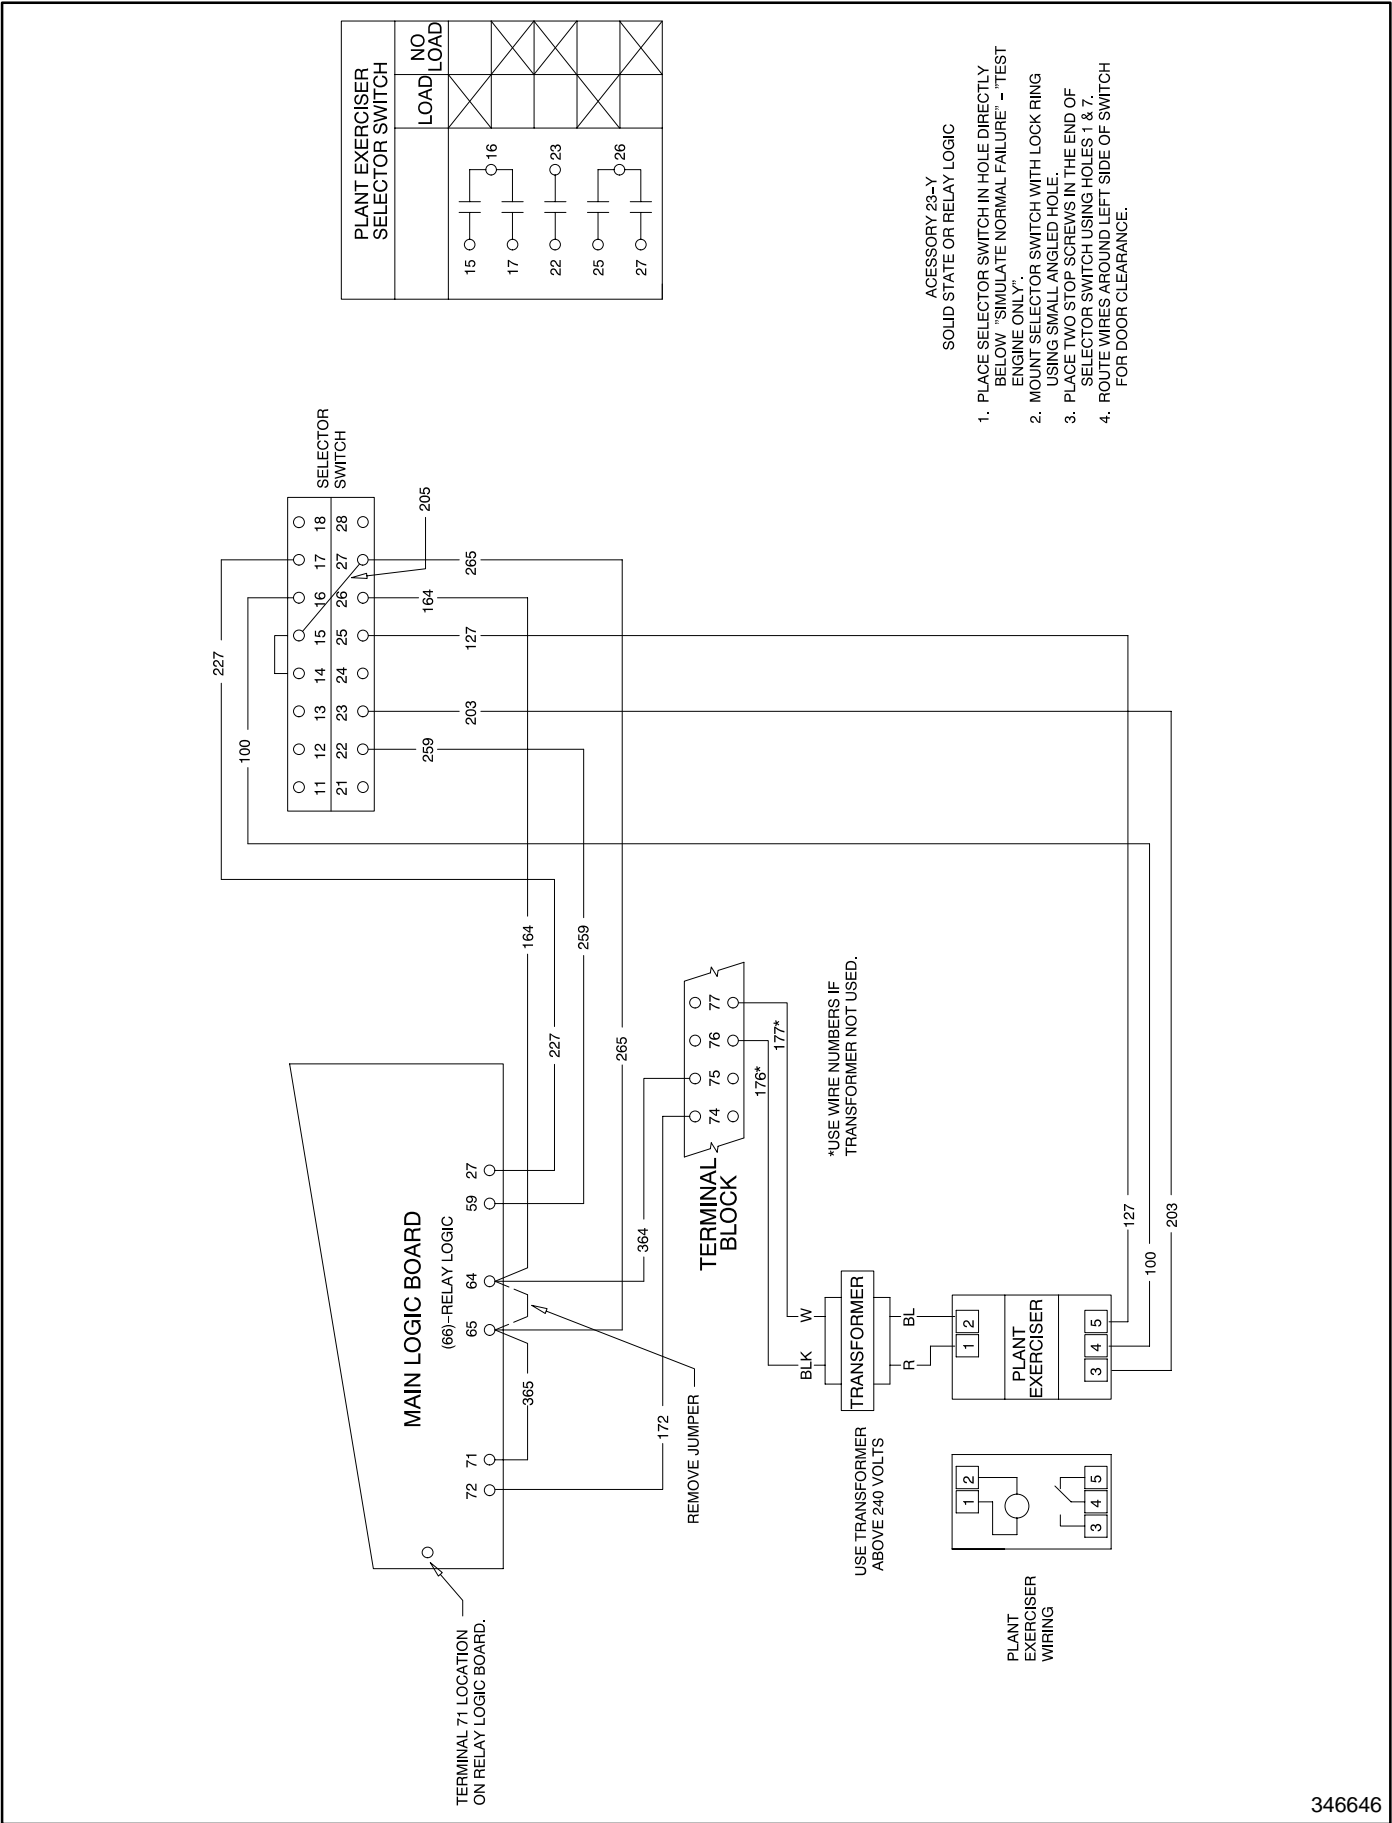 PLANT EXERCISER
SELECTOR SWITCH
LOAD
NO
LOAD
15
16
17
22
23
25
26
27
ACESSORY 23-Y
SOLID STATE OR RELAY LOGIC
1. PLACE SELECTOR SWITCH IN HOLE DIRECTLY
BELOW "SIMULATE NORMAL FAILURE" - "TEST
ENGINE ONLY".
2. MOUNT SELECTOR SWITCH WITH LOCK RING
USING SMALL ANGLED HOLE.
3. PLACE TWO STOP SCREWS IN THE END OF
SELECTOR SWITCH USING HOLES 1 & 7.
4. ROUTE WIRES AROUND LEFT SIDE OF SWITCH
FOR DOOR CLEARANCE.
SELECTOR
SWITCH
11 12 13 14 15 16 17 18
21 22 23 24 25 26 27 28
205
227
100
265
164
127
203
259
164
259
227
265
MAIN LOGIC BOARD
(66)-RELAY LOGIC
72 71 65 64 59 27
365
364
172
REMOVE JUMPER
TERMINAL 71 LOCATION
ON RELAY LOGIC BOARD.
TERMINAL
BLOCK
74 75 76 77
176*
177*
*USE WIRE NUMBERS IF
TRANSFORMER NOT USED.
BLK
W
TRANSFORMER
R
BL
USE TRANSFORMER
ABOVE 240 VOLTS
1 2
PLANT
EXERCISER
3 4 5
127
100
203
1 2
3 4 5
PLANT
EXERCISER
WIRING
346646